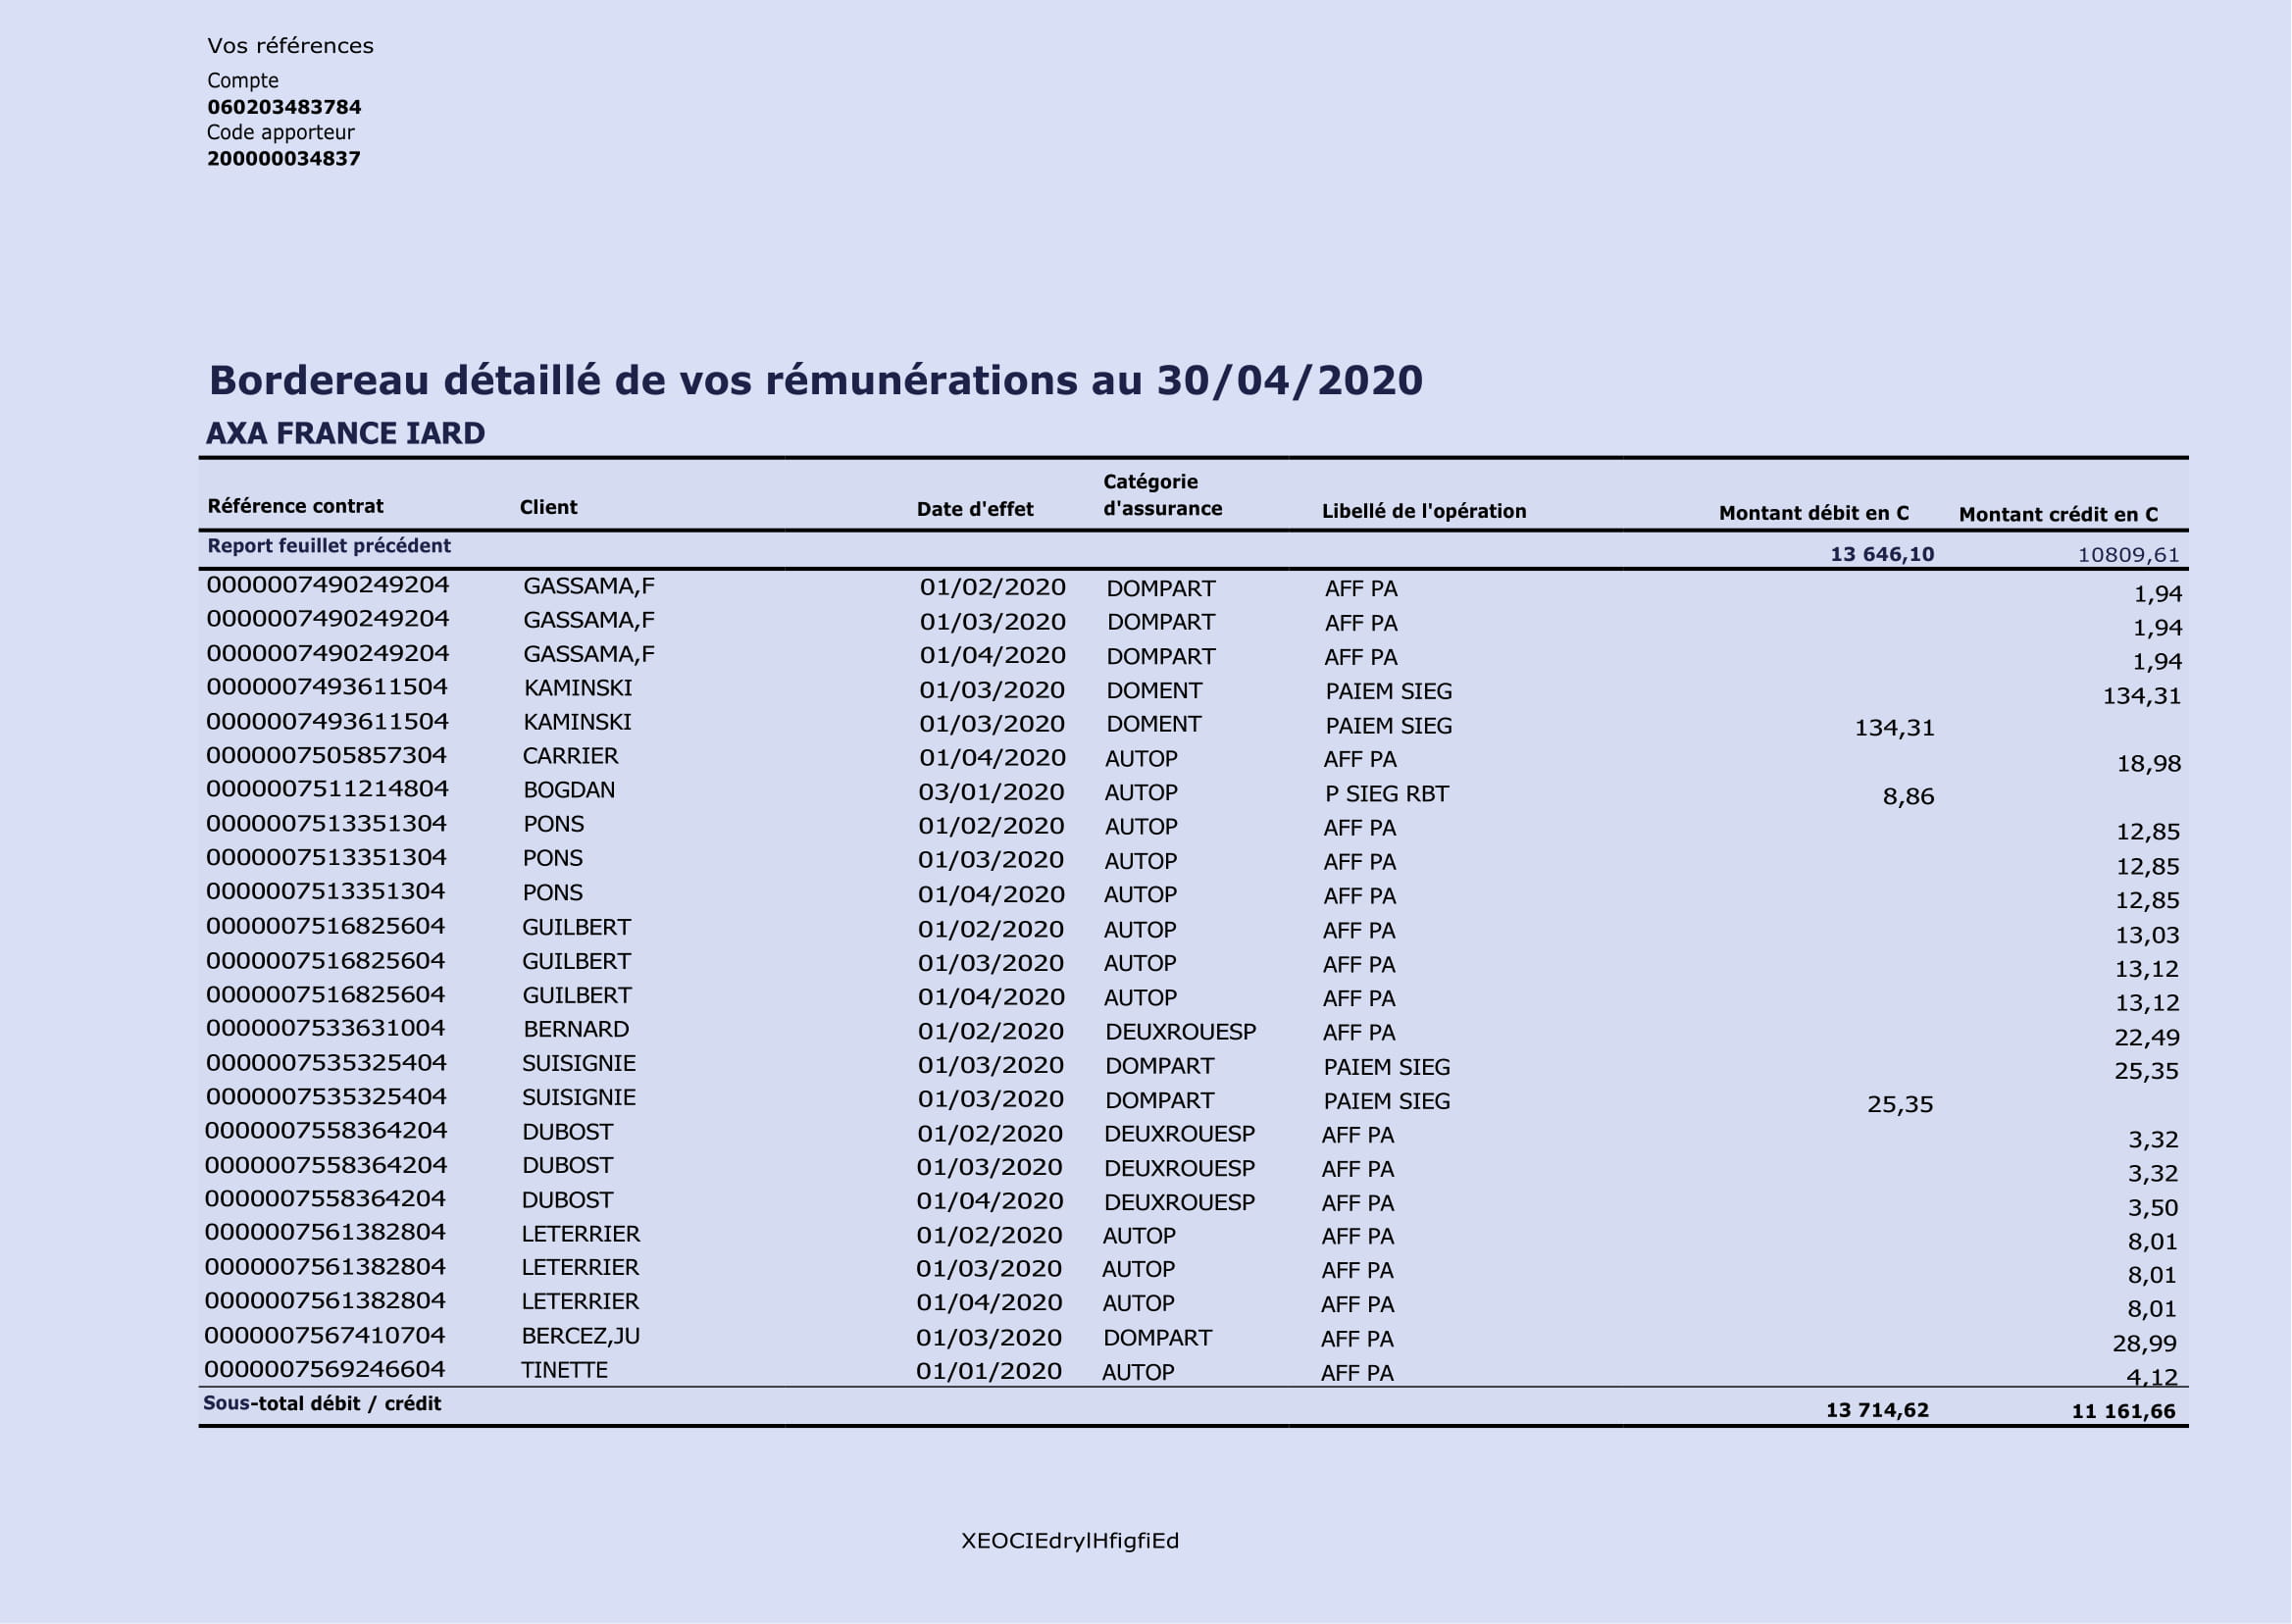 Vos références
Compte
060203483784
Code apporteur
200000034837
Bordereau détaillé de vos rémunérations au 30/04/2020
AXA FRANCE IARD
Référence contrat Client Date d'effet Catégorie d'assurance Libellé de l'opération Montant débit en C Montant crédit en C
Report feuillet précédent 13 646,10 10809,61
0000007490249204 GASSAMA,F 01/02/2020 DOMPART AFF PA 1,94
0000007490249204 GASSAMA,F 01/03/2020 DOMPART AFF PA 1,94
0000007490249204 GASSAMA,F 01/04/2020 DOMPART AFF PA 1,94
0000007493611504 KAMINSKI 01/03/2020 DOMENT PAIEM SIEG 134,31
0000007493611504 KAMINSKI 01/03/2020 DOMENT PAIEM SIEG 134,31
0000007505857304 CARRIER 01/04/2020 AUTOP AFF PA 18,98
0000007511214804 BOGDAN 03/01/2020 AUTOP P SIEG RBT 8,86
0000007513351304 PONS 01/02/2020 AUTOP AFF PA 12,85
0000007513351304 PONS 01/03/2020 AUTOP AFF PA 12,85
0000007513351304 PONS 01/04/2020 AUTOP AFF PA 12,85
0000007516825604 GUILBERT 01/02/2020 AUTOP AFF PA 13,03
0000007516825604 GUILBERT 01/03/2020 AUTOP AFF PA 13,12
0000007516825604 GUILBERT 01/04/2020 AUTOP AFF PA 13,12
0000007533631004 BERNARD 01/02/2020 DEUXROUESP AFF PA 22,49
0000007535325404 SUISIGNIE 01/03/2020 DOMPART PAIEM SIEG 25,35
0000007535325404 SUISIGNIE 01/03/2020 DOMPART PAIEM SIEG 25,35
0000007558364204 DUBOST 01/02/2020 DEUXROUESP AFF PA 3,32
0000007558364204 DUBOST 01/03/2020 DEUXROUESP AFF PA 3,32
0000007558364204 DUBOST 01/04/2020 DEUXROUESP AFF PA 3,50
0000007561382804 LETERRIER 01/02/2020 AUTOP AFF PA 8,01
0000007561382804 LETERRIER 01/03/2020 AUTOP AFF PA 8,01
0000007561382804 LETERRIER 01/04/2020 AUTOP AFF PA 8,01
0000007567410704 BERCEZ,JU 01/03/2020 DOMPART AFF PA 28,99
0000007569246604 TINETTE 01/01/2020 AUTOP AFF PA 4,12
Sous-total débit / crédit 13 714,62 11 161,66
XEOCIEdrylHfigfiEd